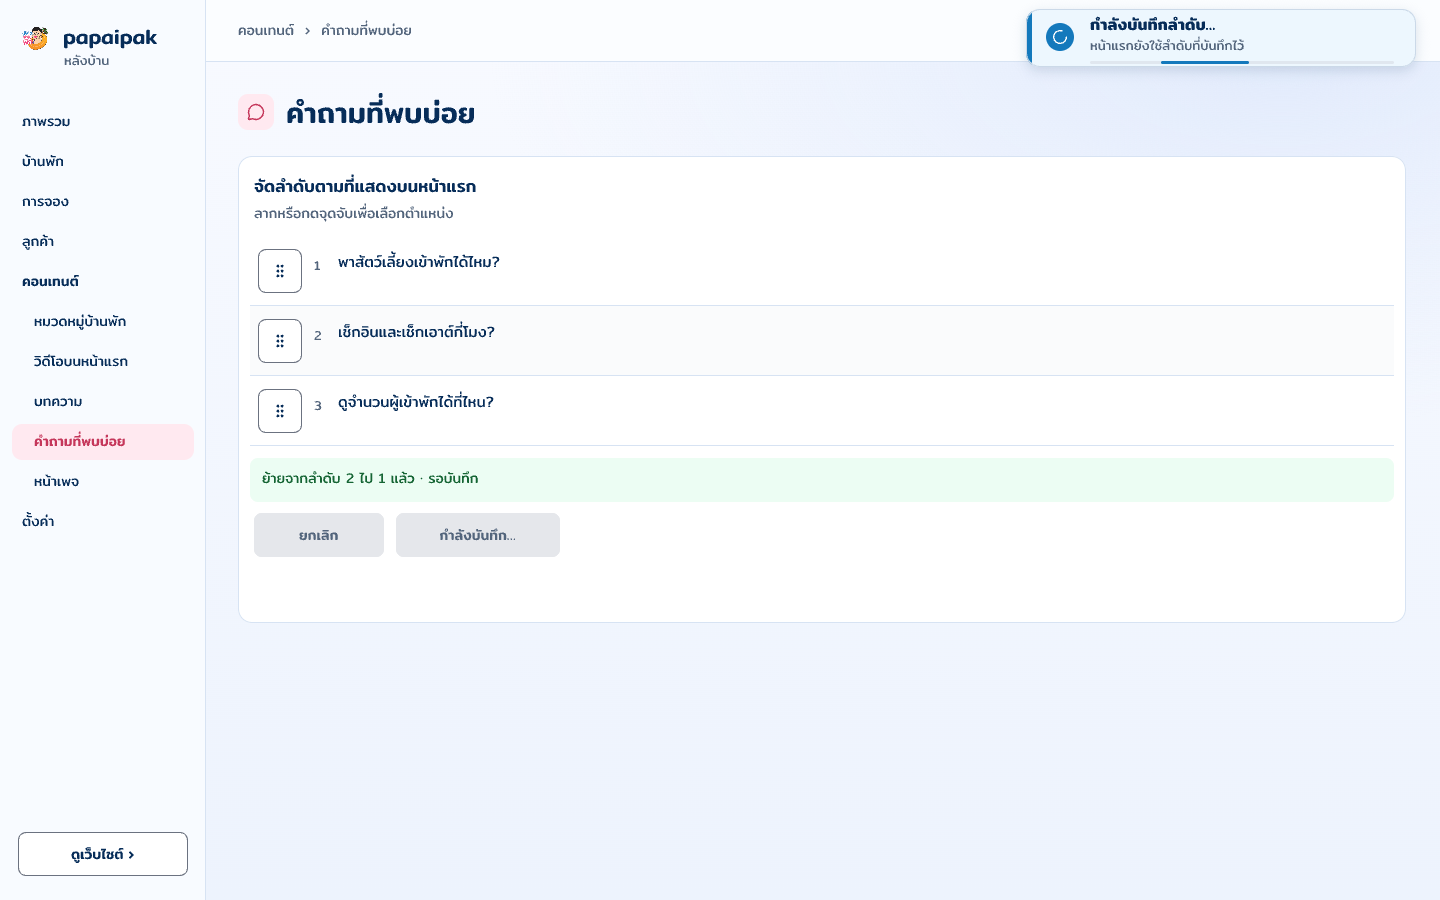 papaipak
หลังบ้าน
ภาพรวม
บ้านพัก
การจอง
ลูกค้า
คอนเทนต์
หมวดหมู่บ้านพัก
วิดีโอบนหน้าแรก
บทความ
คำถามที่พบบ่อย
หน้าเพจ
ตั้งค่า
ดูเว็บไซต์ ›
คอนเทนต์ › คำถามที่พบบ่อย
กำลังบันทึกลำดับ...
หน้าแรกยังใช้ลำดับที่บันทึกไว้
คำถามที่พบบ่อย
จัดลำดับตามที่แสดงบนหน้าแรก
ลากหรือกดจุดจับเพื่อเลือกตำแหน่ง
1 พาสัตว์เลี้ยงเข้าพักได้ไหม?
2 เช็กอินและเช็กเอาต์กี่โมง?
3 ดูจำนวนผู้เข้าพักได้ที่ไหน?
ย้ายจากลำดับ 2 ไป 1 แล้ว · รอบันทึก
ยกเลิก
กำลังบันทึก...